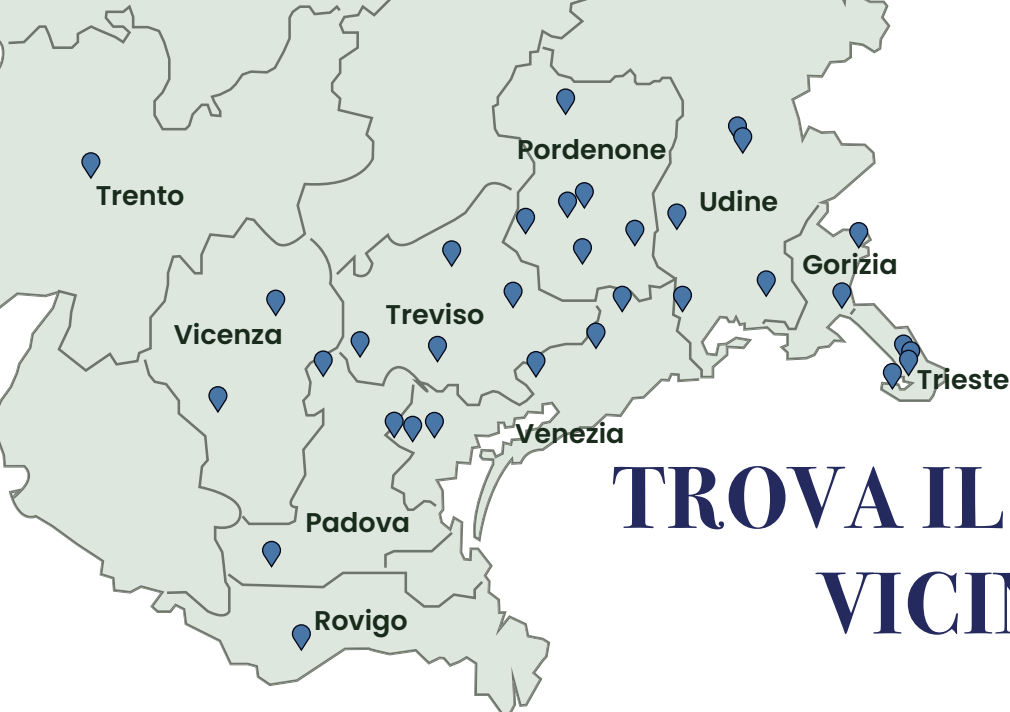 Pordenone
Trento
Udine
Gorizia
Treviso
Vicenza
Trieste
Venezia
TROVA IL
Padova
Rovigo